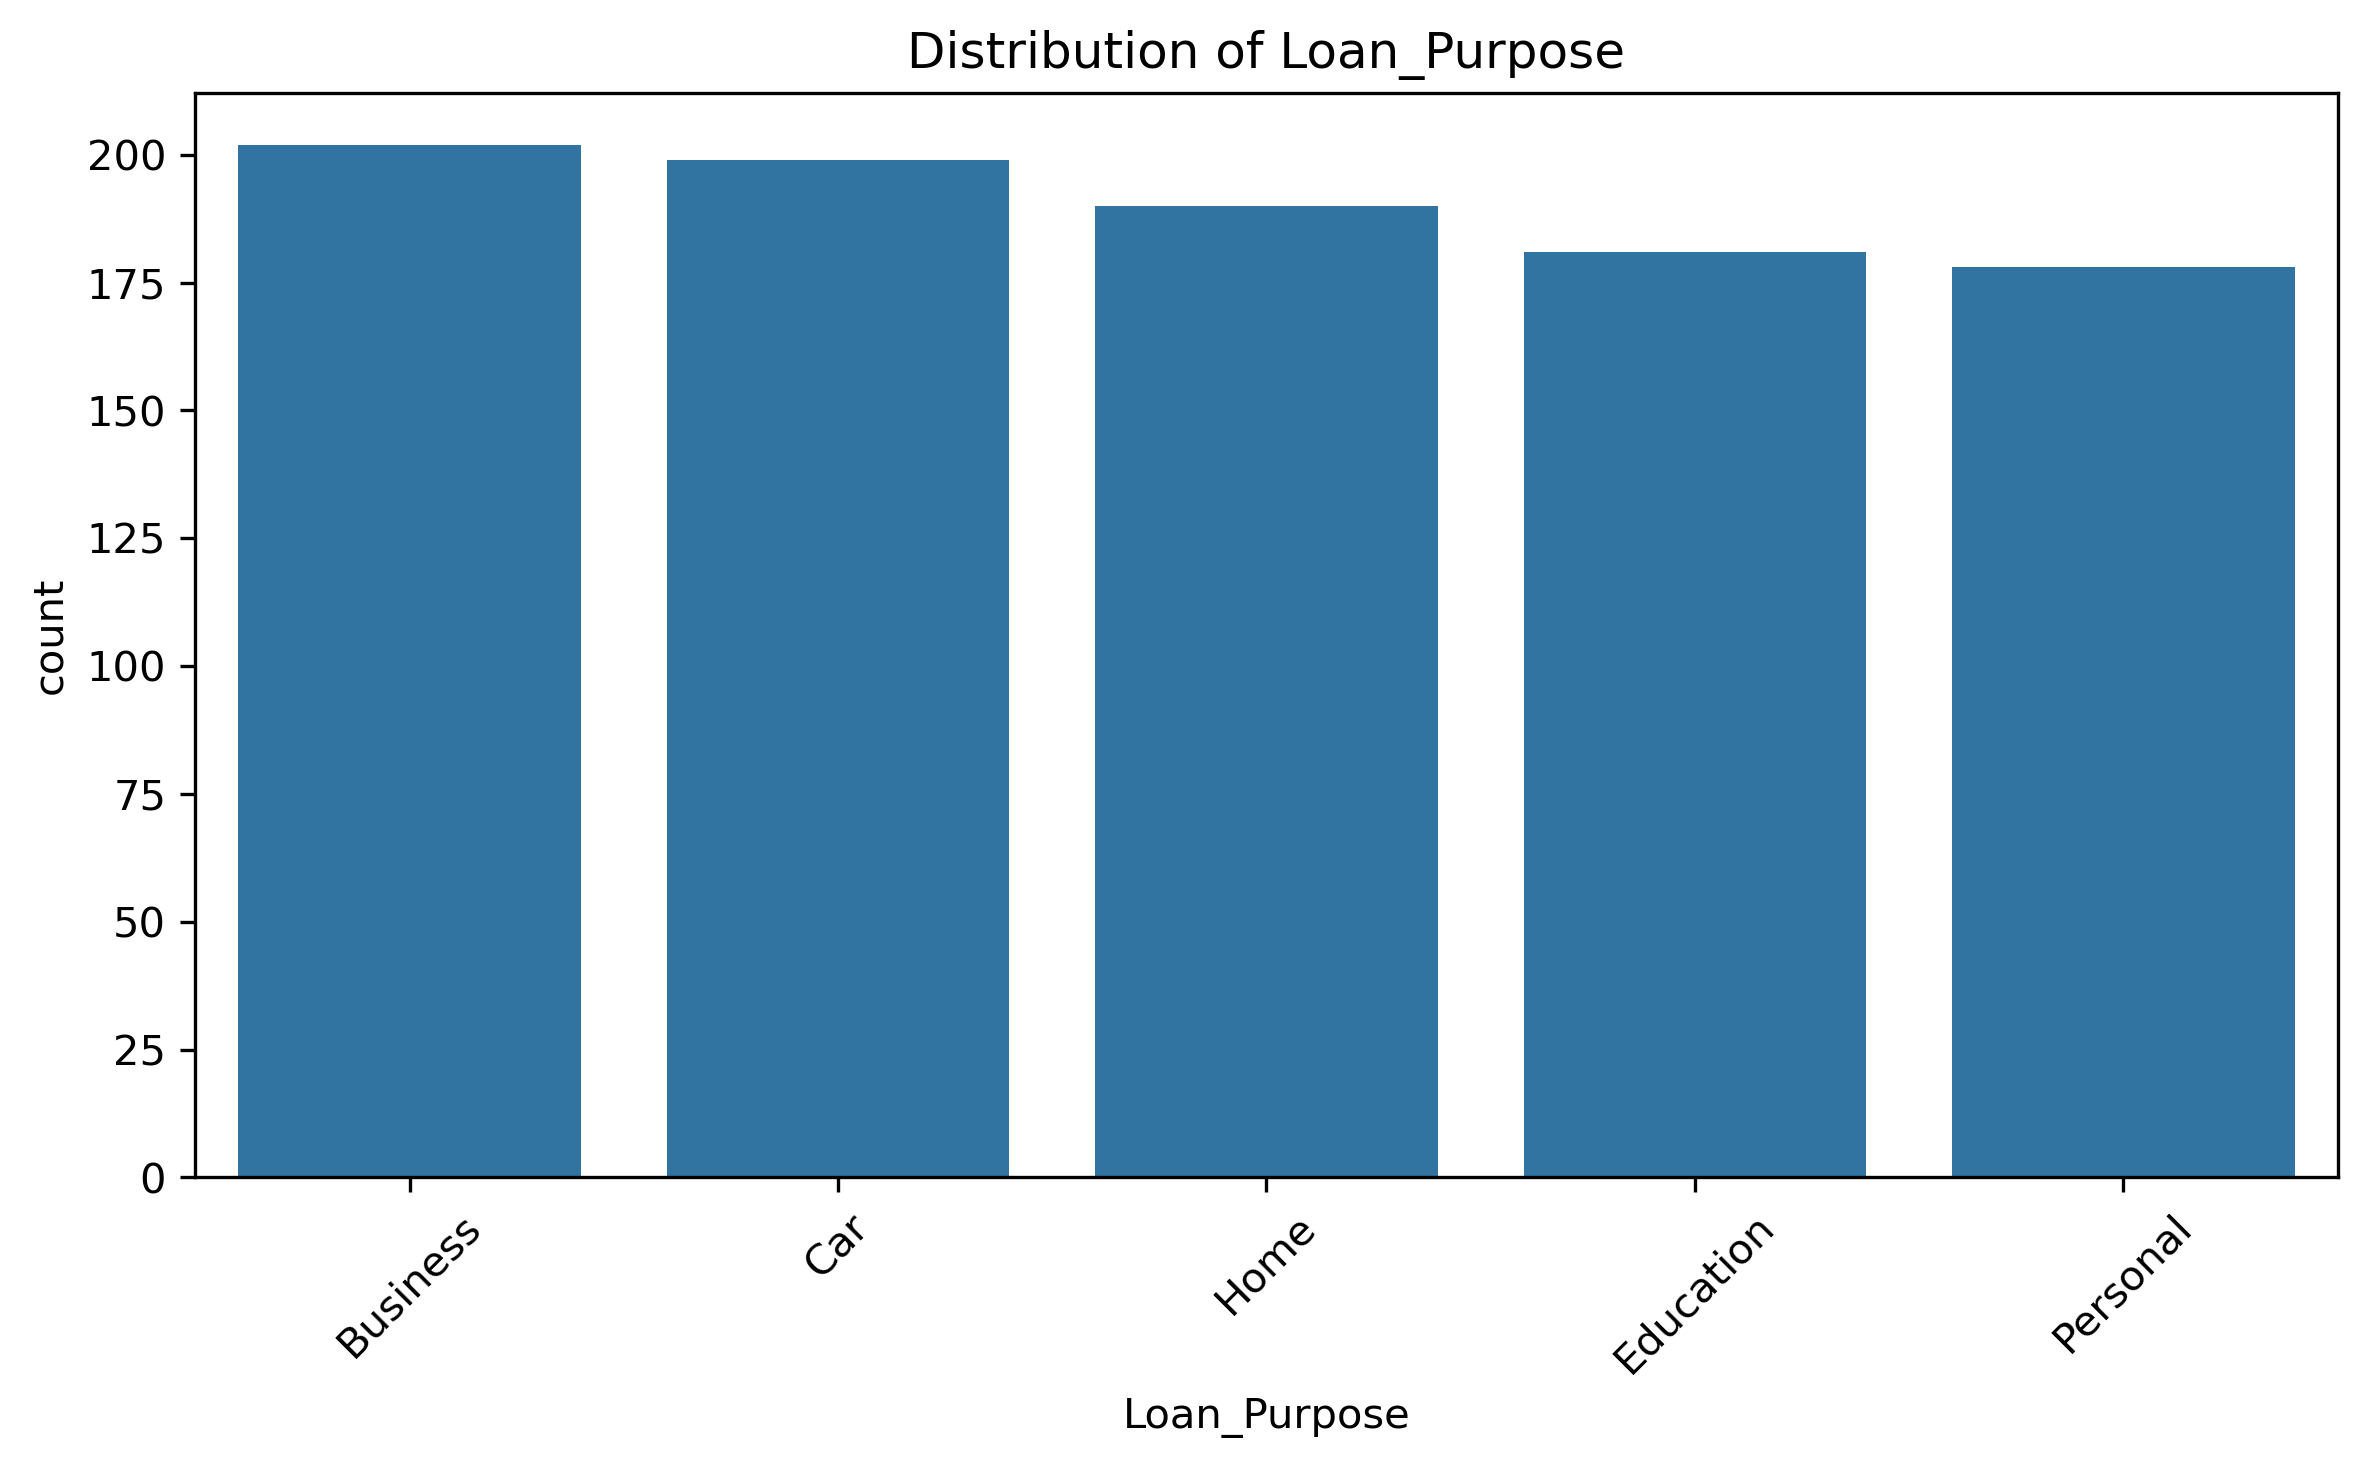 Distribution of Loan_Purpose
200
175
150
125
100
75
50
25
0
count
Business
Car
Home
Education
Personal
Loan_Purpose